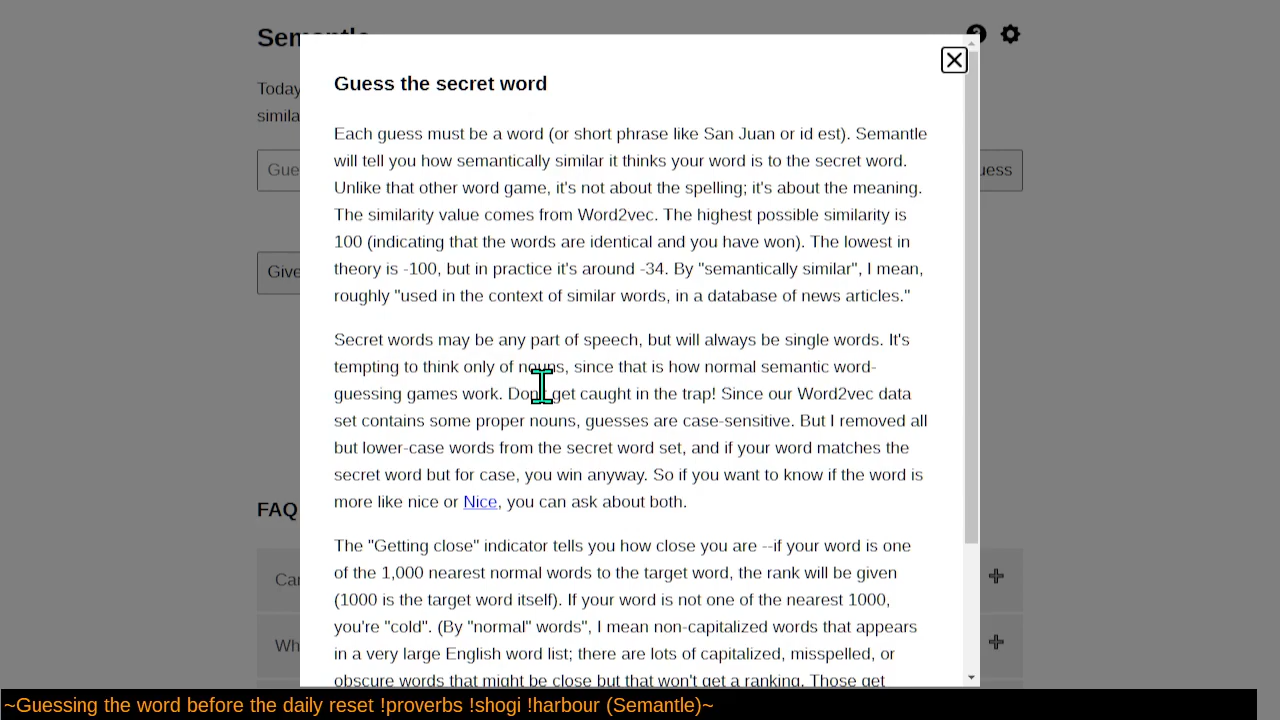 Semantle
Today
simila
Gue
uess
Give
FAQ
Wh
Guess the secret word
Each guess must be a word (or short phrase like San Juan or id est). Semantle
will tell you how semantically similar it thinks your word is to the secret word.
Unlike that other word game, it's not about the spelling; it's about the meaning.
The similarity value comes from Word2vec. The highest possible similarity is
100 (indicating that the words are identical and you have won). The lowest in
theory is -100, but in practice it's around -34. By "semantically similar", I mean,
roughly "used in the context of similar words, in a database of news articles."
Secret words may be any part of speech, but will always be single words. It's
tempting to think only of nouns, since that is how normal semantic word-
guessing games work. Don't get caught in the trap! Since our Word2vec data
set contains some proper nouns, guesses are case-sensitive. But I removed all
but lower-case words from the secret word set, and if your word matches the
secret word but for case, you win anyway. So if you want to know if the word is
more like nice or Nice, you can ask about both.
The "Getting close" indicator tells you how close you are --if your word is one
of the 1,000 nearest normal words to the target word, the rank will be given
(1000 is the target word itself). If your word is not one of the nearest 1000,
you're "cold". (By "normal" words", I mean non-capitalized words that appears
in a very large English word list; there are lots of capitalized, misspelled, or
obscure words that might be close but that won't get a ranking. Those get
~Guessing the word before the daily reset !proverbs !shogi !harbour (Semantle)~